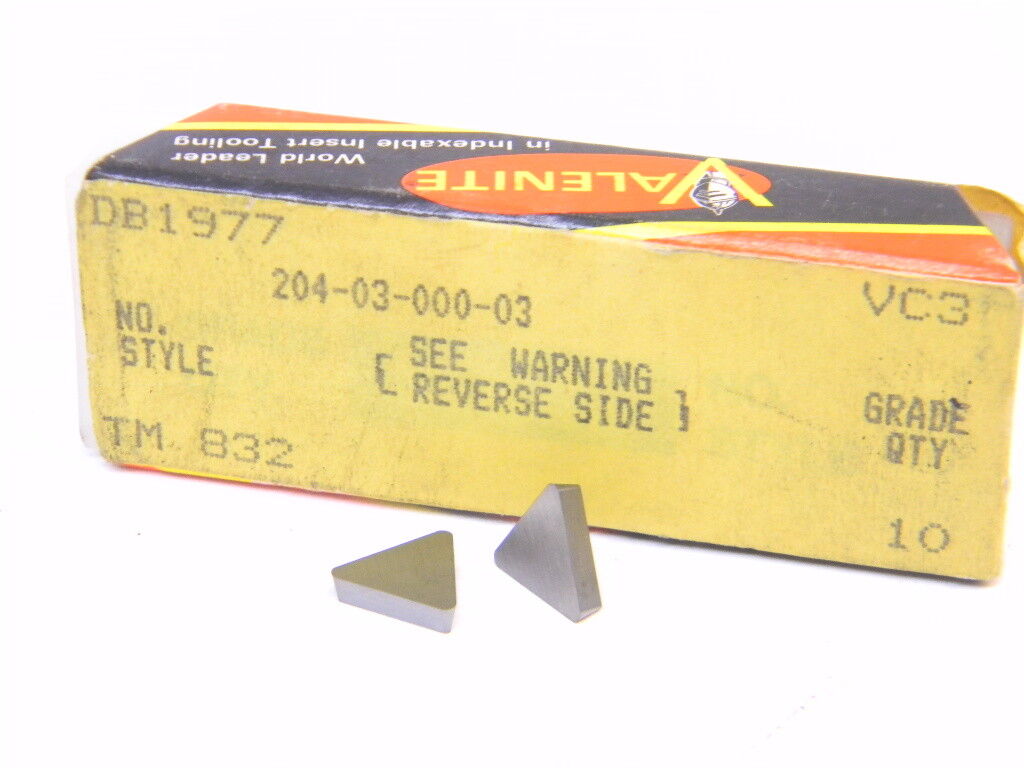 VALENITE
World Leader
in Indexable Insert Tooling
DB1977
204-03-000-03
VC3
NO.
STYLE
[ SEE WARNING
REVERSE SIDE ]
GRADE
QTY
TM 832
10